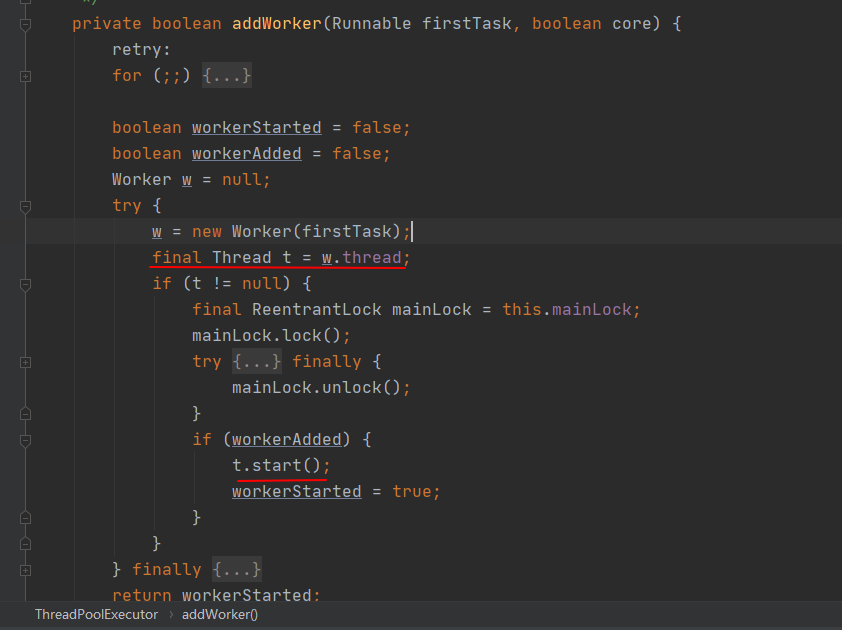 */
private boolean addWorker(Runnable firstTask, boolean core) {
retry:
for (;;) {...}
boolean workerStarted = false;
boolean workerAdded = false;
Worker w = null;
try {
w = new Worker(firstTask);
final Thread t = w.thread;
if (t != null) {
final ReentrantLock mainLock = this.mainLock;
mainLock.lock();
try {...} finally {
mainLock.unlock();
}
if (workerAdded) {
t.start();
workerStarted = true;
}
}
} finally {...}
return workerStarted;
ThreadPoolExecutor › addWorker()